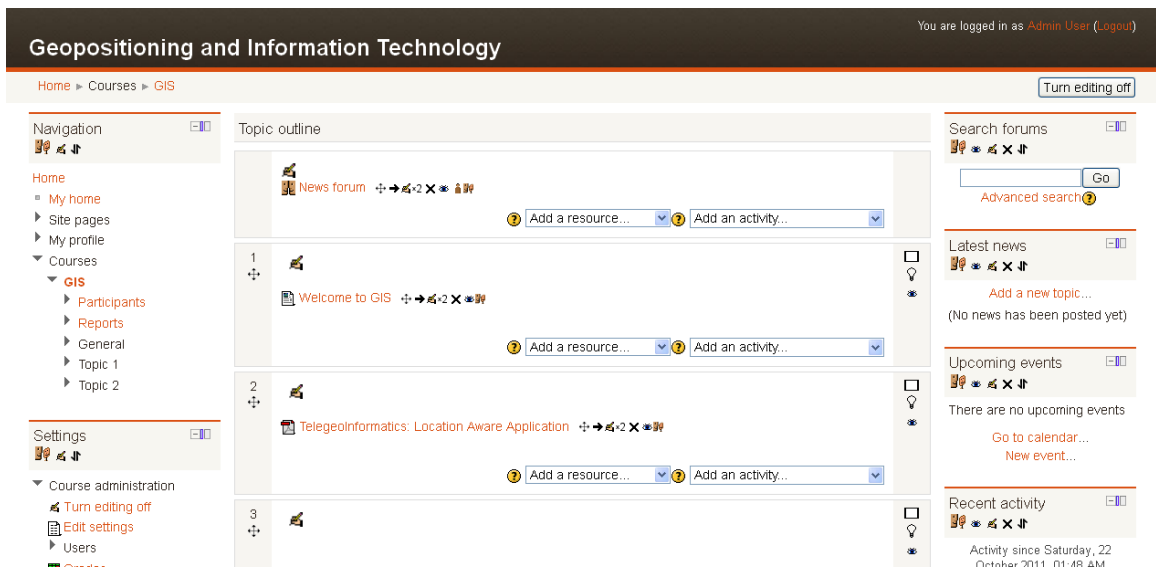 You are logged in as Admin User (Logout)
Geopositioning and Information Technology
Home ► Courses ► GIS
Turn editing off
Navigation
Home
My home
Site pages
My profile
Courses
GIS
Participants
Reports
General
Topic 1
Topic 2
Settings
Course administration
Turn editing off
Edit settings
Users
Grades
Topic outline
News forum ×2
Add a resource... Add an activity...
1
Welcome to GIS ×2
Add a resource... Add an activity...
2
TelegeoInformatics: Location Aware Application ×2
Add a resource... Add an activity...
3
Search forums
Go
Advanced search
Latest news
Add a new topic...
(No news has been posted yet)
Upcoming events
There are no upcoming events
Go to calendar...
New event...
Recent activity
Activity since Saturday, 22
October 2011, 01:48 AM